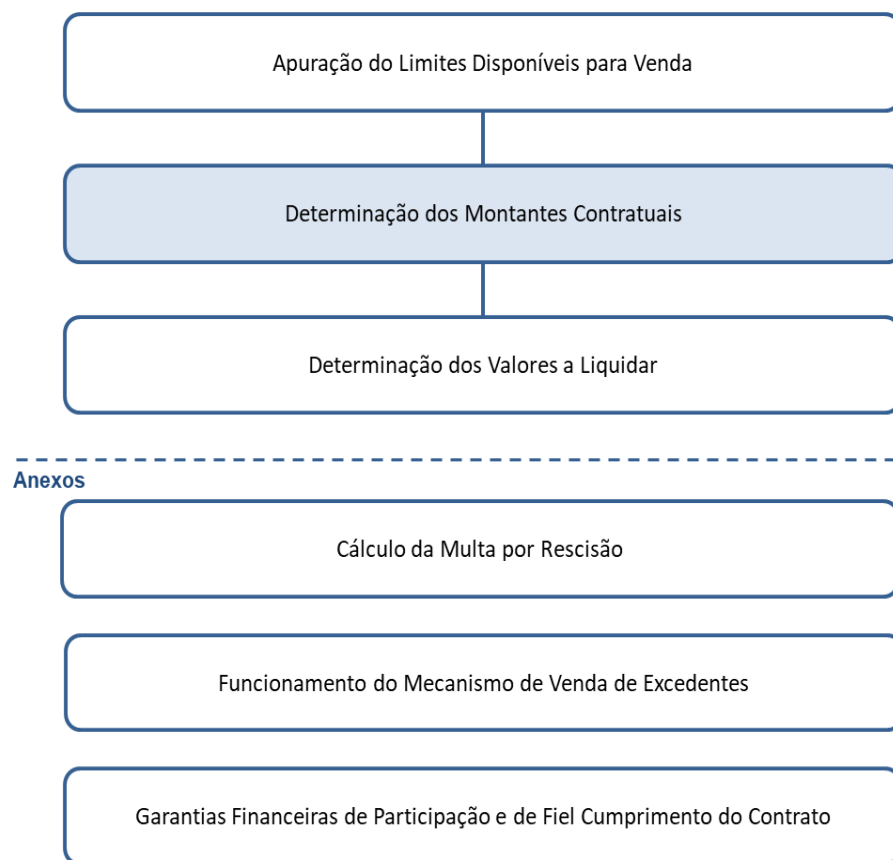 Apuração do Limites Disponíveis para Venda
Determinação dos Montantes Contratuais
Determinação dos Valores a Liquidar
Anexos
Cálculo da Multa por Rescisão
Funcionamento do Mecanismo de Venda de Excedentes
Garantias Financeiras de Participação e de Fiel Cumprimento do Contrato